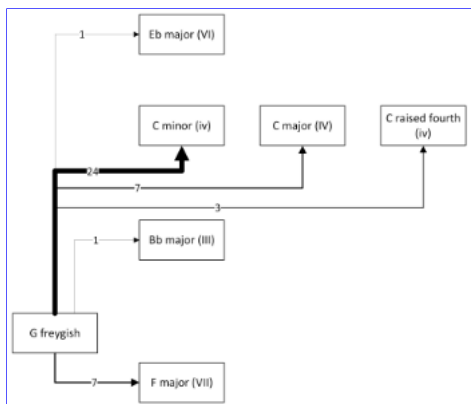 Eb major (VI)
1
C minor (iv)
C major (IV)
C raised fourth
(iv)
24
7
3
Bb major (III)
1
G freygish
F major (VII)
7